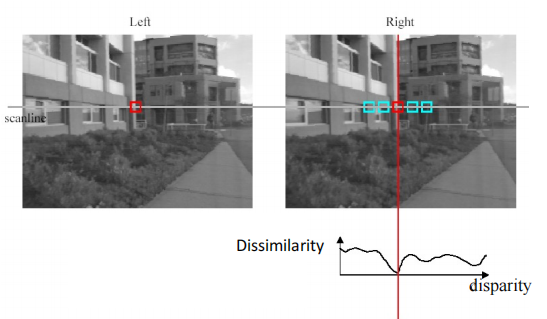 Left
Right
scanline
Dissimilarity
disparity